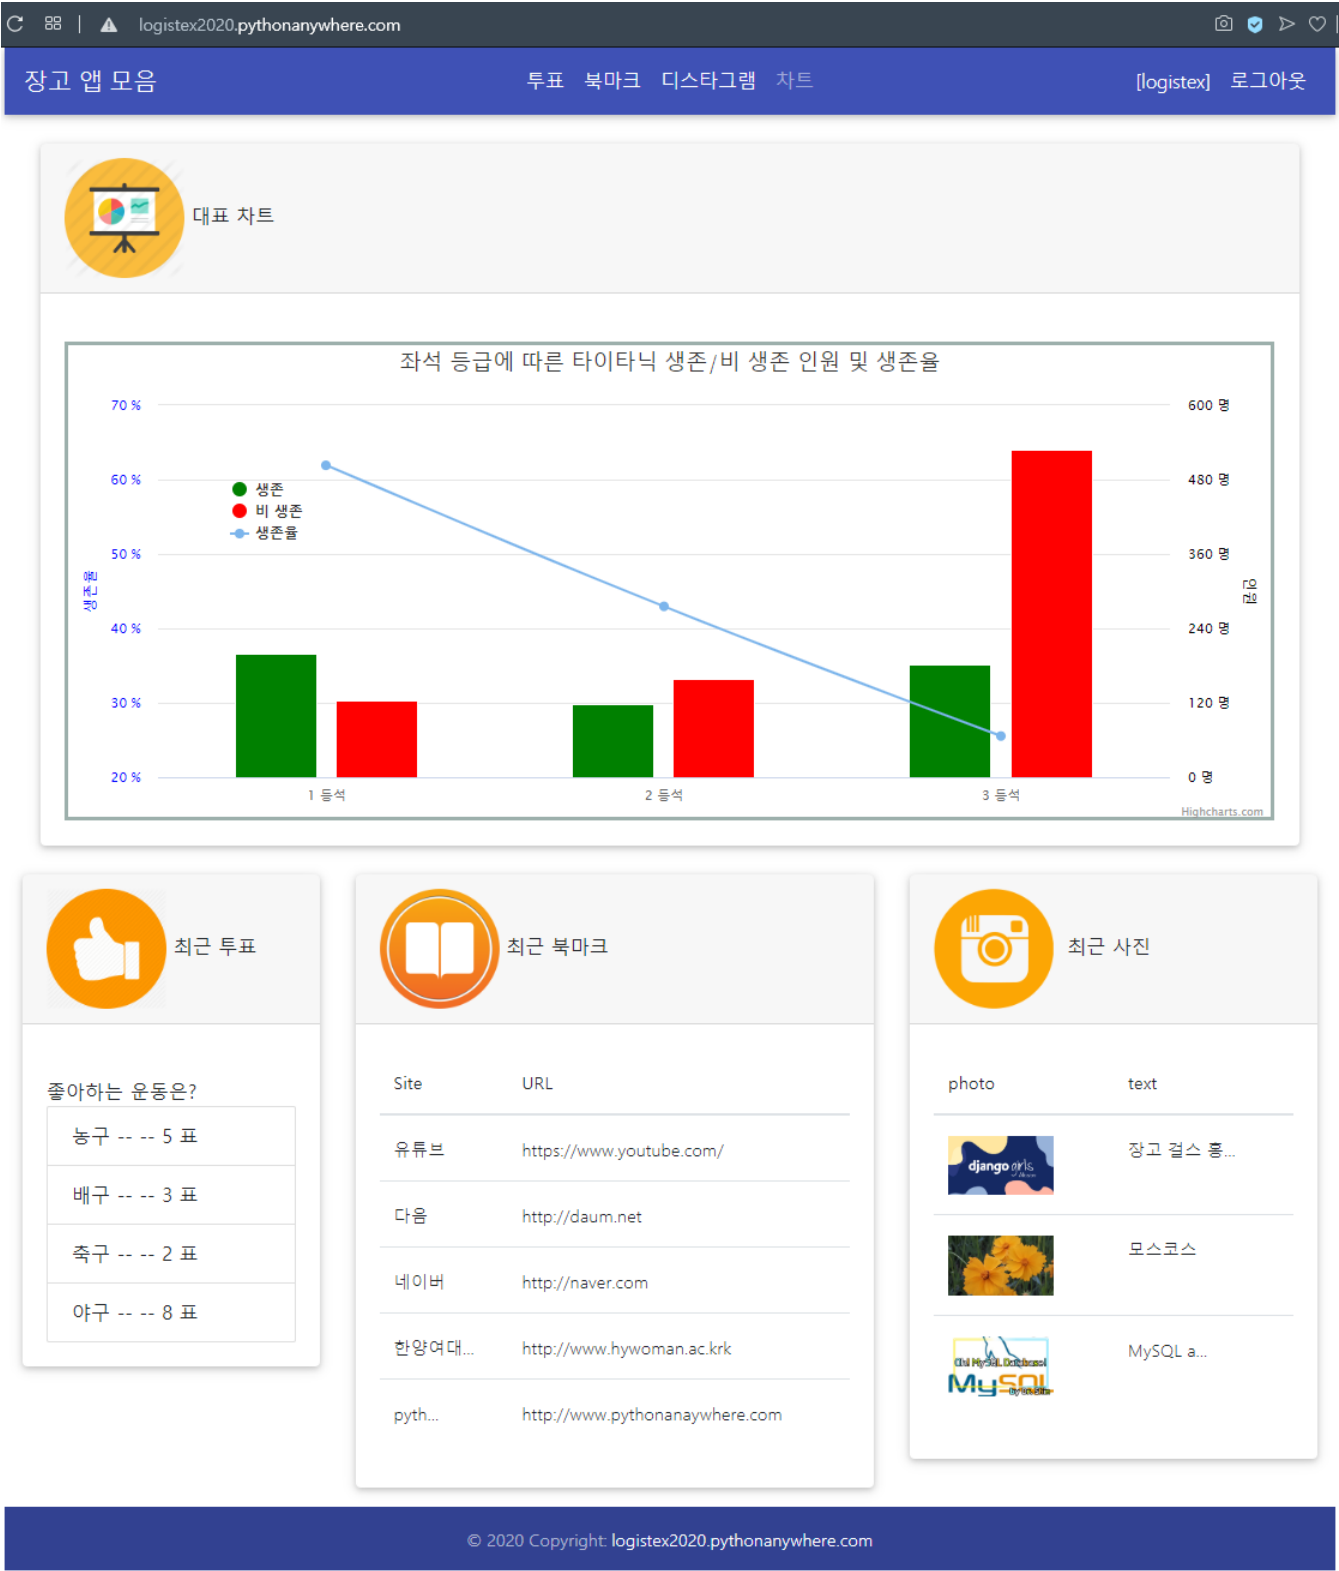 logistex2020.pythonanywhere.com
장고 앱 모음 투표 북마크 디스타그램 차트 [logistex] 로그아웃
대표 차트
좌석 등급에 따른 타이타닉 생존/비 생존 인원 및 생존율
70 % 600 명
60 % 480 명
생존
비 생존
생존율
50 % 360 명
생존율
인원
40 % 240 명
30 % 120 명
20 % 0 명
1 등석 2 등석 3 등석
Highcharts.com
최근 투표
좋아하는 운동은?
농구 -- -- 5 표
배구 -- -- 3 표
축구 -- -- 2 표
야구 -- -- 8 표
최근 북마크
Site URL
유튜브 https://www.youtube.com/
다음 http://daum.net
네이버 http://naver.com
한양여대... http://www.hywoman.ac.krk
pyth... http://www.pythonanaywhere.com
최근 사진
photo text
django girls
장고 걸스 홍...
모스코스
MySQL
MySQL a...
© 2020 Copyright: logistex2020.pythonanywhere.com